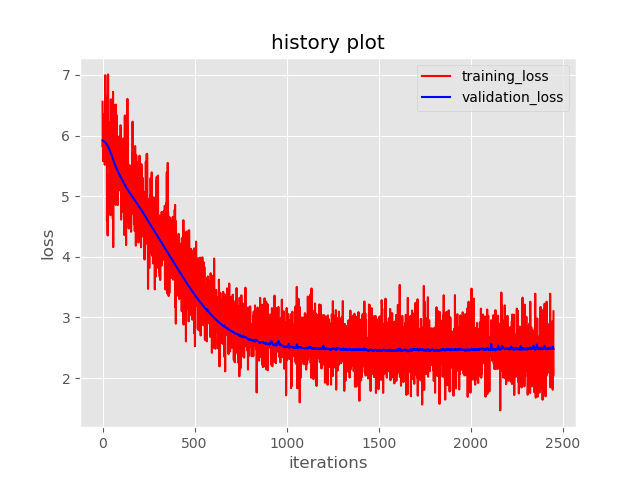 history plot
training_loss
validation_loss
7
6
5
4
3
2
loss
0 500 1000 1500 2000 2500
iterations